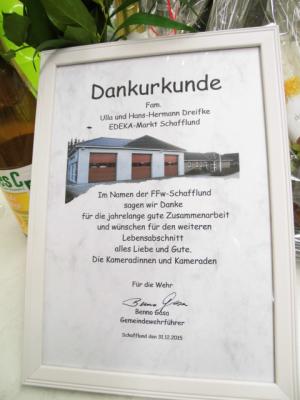 Dankurkunde
Fam.
Ulla und Hans-Hermann Dreifke
EDEKA-Markt Schafflund
Im Namen der FFw-Schafflund
sagen wir Danke
für die jahrelange gute Zusammenarbeit
und wünschen für den weiteren
Lebensabschnitt
alles Liebe und Gute.
Die Kameradinnen und Kameraden
Für die Wehr
Benno Gösa
Gemeindewehrführer
Schafflund den 31.12.2015